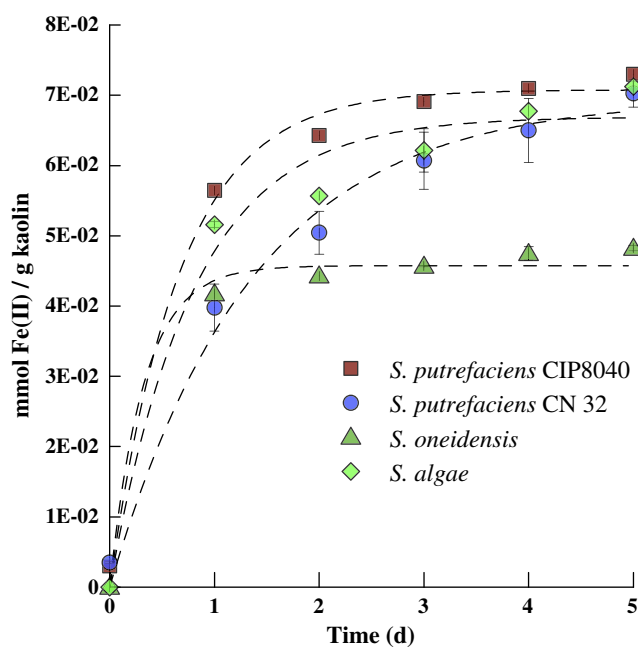 8E-02
7E-02
6E-02
5E-02
4E-02
3E-02
2E-02
1E-02
0
mmol Fe(II) / g kaolin
S. putrefaciens CIP8040
S. putrefaciens CN 32
S. oneidensis
S. algae
0 1 2 3 4 5
Time (d)